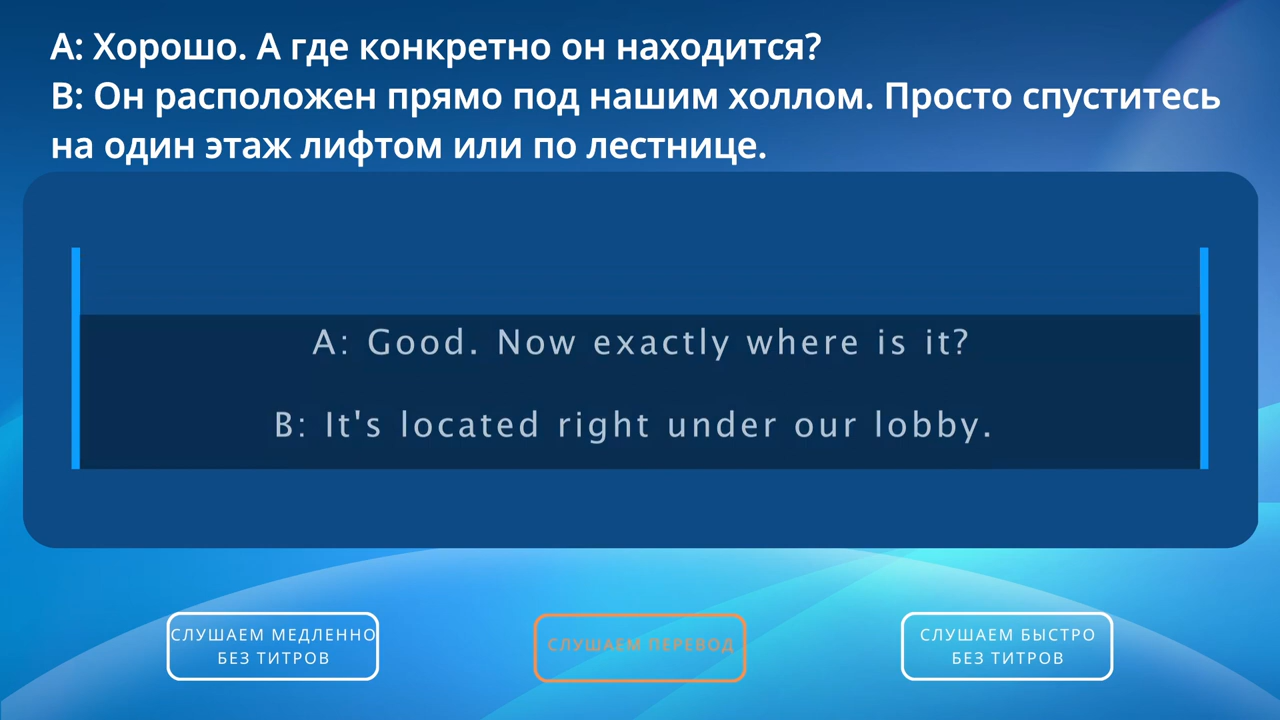 А: Хорошо. А где конкретно он находится?
В: Он расположен прямо под нашим холлом. Просто спуститесь
на один этаж лифтом или по лестнице.
A: Good. Now exactly where is it?
B: It's located right under our lobby.
СЛУШАЕМ МЕДЛЕННО
БЕЗ ТИТРОВ
СЛУШАЕМ ПЕРЕВОД
СЛУШАЕМ БЫСТРО
БЕЗ ТИТРОВ